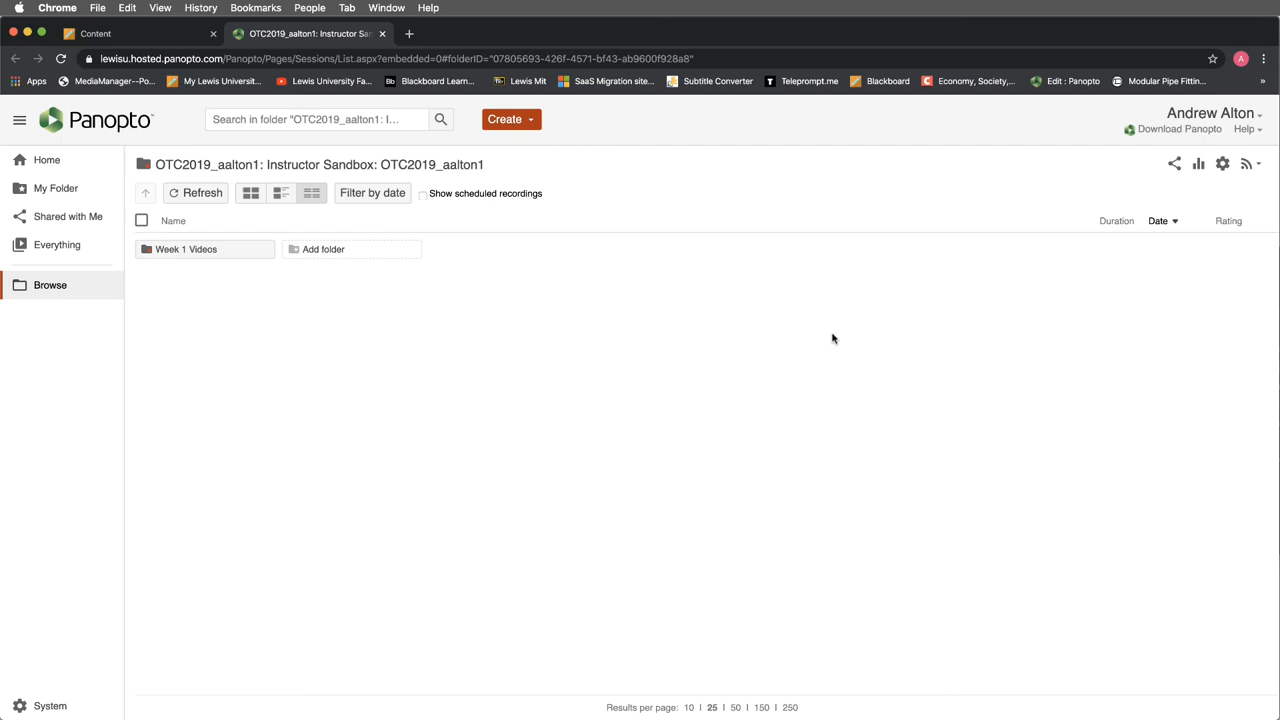 Chrome File Edit View History Bookmarks People Tab Window Help
Content OTC2019_aalton1: Instructor San
lewisu.hosted.panopto.com/Panopto/Pages/Sessions/List.aspx?embedded=0#folderID="07805693-426f-4571-bf43-ab9600f928a8"
A
Apps MediaManager--Po... My Lewis Universit... Lewis University Fa... Bb Blackboard Learn... Lewis Mit SaaS Migration site... Subtitle Converter T Teleprompt.me Blackboard C Economy, Society,... Edit : Panopto Modular Pipe Fittin... »
Panopto Search in folder "OTC2019_aalton1: I... Create Andrew Alton
Download Panopto Help
Home OTC2019_aalton1: Instructor Sandbox: OTC2019_aalton1
My Folder Refresh Filter by date Show scheduled recordings
Shared with Me Name Duration Date Rating
Everything Week 1 Videos Add folder
Browse
System Results per page: 10 | 25 | 50 | 150 | 250